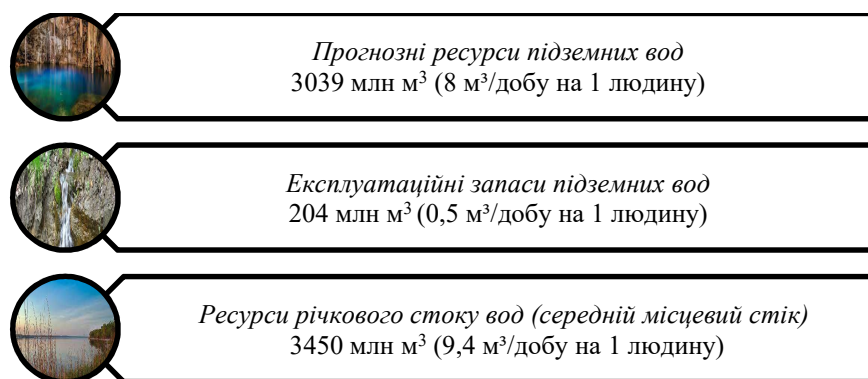 Прогнозні ресурси підземних вод
3039 млн м³ (8 м³/добу на 1 людину)
Експлуатаційні запаси підземних вод
204 млн м³ (0,5 м³/добу на 1 людину)
Ресурси річкового стоку вод (середній місцевий стік)
3450 млн м³ (9,4 м³/добу на 1 людину)